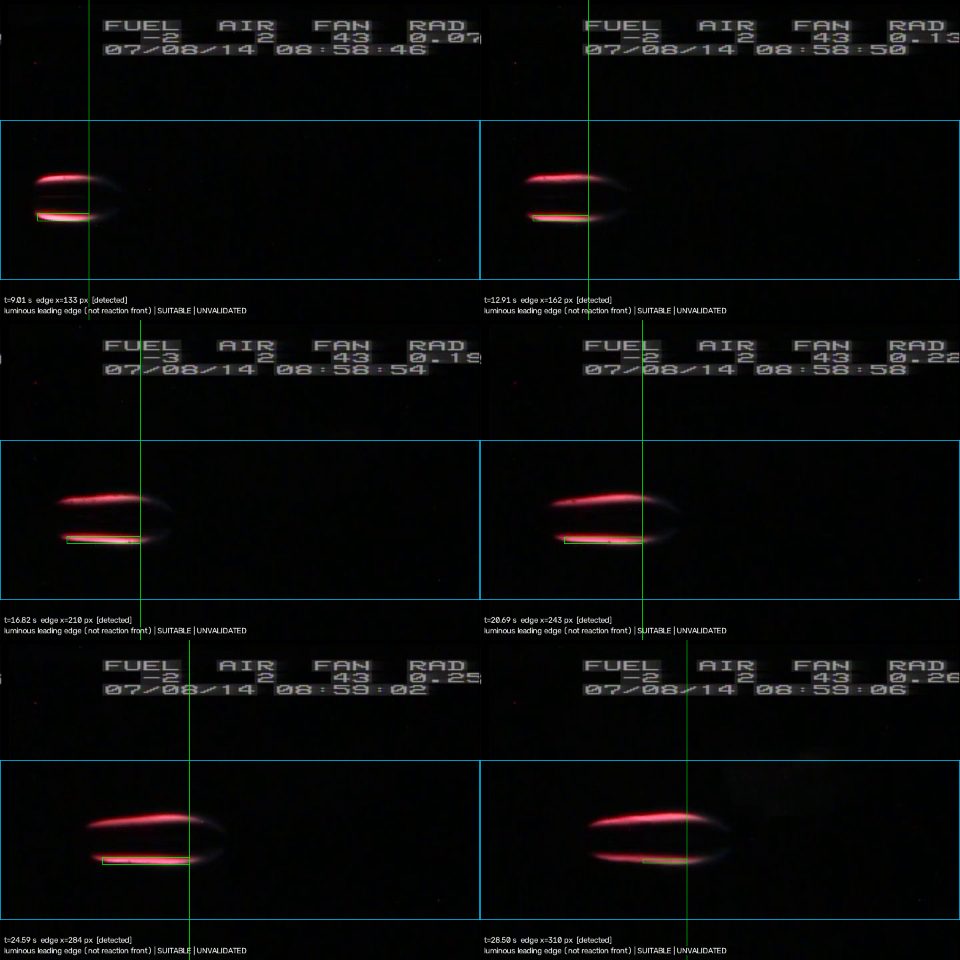 FUEL AIR FAN RAD
-2 2 43 0.07
07/08/14 08:58:46
t=9.01 s edge x=133 px [detected]
luminous leading edge (not reaction front) | SUITABLE | UNVALIDATED
FUEL AIR FAN RAD
-2 2 43 0.13
07/08/14 08:58:50
t=12.91 s edge x=162 px [detected]
luminous leading edge (not reaction front) | SUITABLE | UNVALIDATED
FUEL AIR FAN RAD
-3 2 43 0.19
07/08/14 08:58:54
t=16.82 s edge x=210 px [detected]
luminous leading edge (not reaction front) | SUITABLE | UNVALIDATED
FUEL AIR FAN RAD
-2 2 43 0.22
07/08/14 08:58:58
t=20.69 s edge x=243 px [detected]
luminous leading edge (not reaction front) | SUITABLE | UNVALIDATED
FUEL AIR FAN RAD
-2 2 43 0.25
07/08/14 08:59:02
t=24.59 s edge x=284 px [detected]
luminous leading edge (not reaction front) | SUITABLE | UNVALIDATED
FUEL AIR FAN RAD
-2 2 43 0.26
07/08/14 08:59:06
t=28.50 s edge x=310 px [detected]
luminous leading edge (not reaction front) | SUITABLE | UNVALIDATED